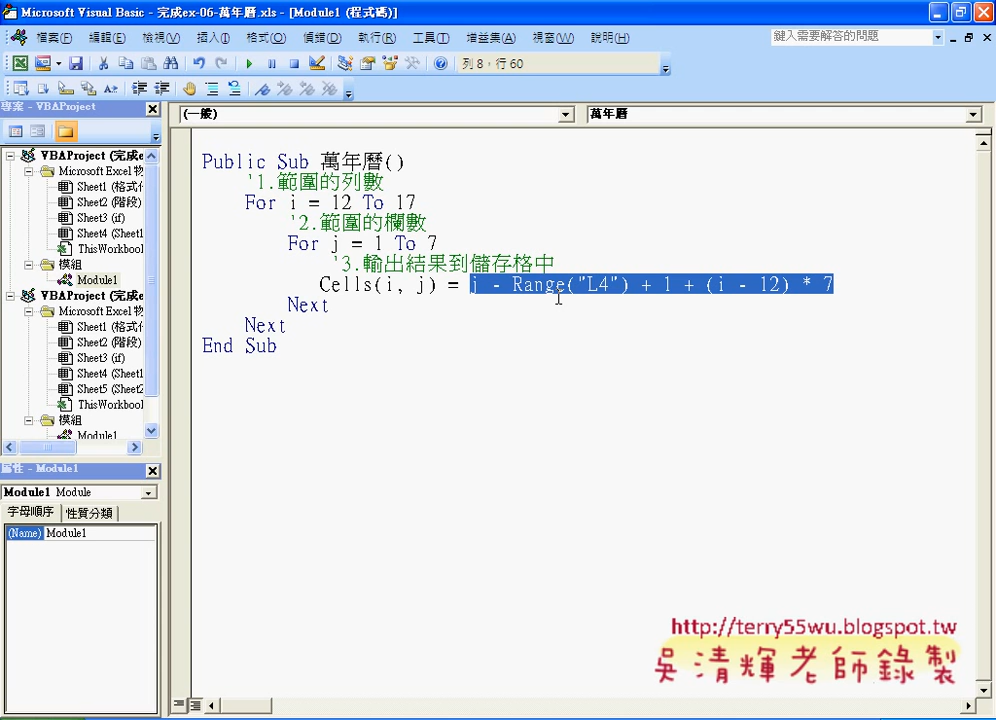 Microsoft Visual Basic - 完成ex-06-萬年曆.xls - [Module1 (程式碼)]
檔案(F) 編輯(E) 檢視(V) 插入(I) 格式(O) 偵錯(D) 執行(R) 工具(T) 增益集(A) 視窗(W) 說明(H) 鍵入需要解答的問題
列 8, 行 60
專案 - VBAProject
(一般) 萬年曆
VBAProject (完成e
Microsoft Excel 物
Sheet1 (格式化
Sheet2 (階段)
Sheet3 (if)
Sheet4 (Sheet1
ThisWorkbool
模組
Module1
VBAProject (完成e
Microsoft Excel 物
Sheet1 (格式化
Sheet2 (階段)
Sheet3 (if)
Sheet4 (Sheet1
Sheet5 (Sheet2
ThisWorkbool
模組
Module1
屬性 - Module1
Module1 Module
字母順序 性質分類
(Name) Module1
Public Sub 萬年曆()
'1.範圍的列數
For i = 12 To 17
'2.範圍的欄數
For j = 1 To 7
'3.輸出結果到儲存格中
Cells(i, j) = j - Range("L4") + 1 + (i - 12) * 7
Next
Next
End Sub
http://terry55wu.blogspot.tw
吳清輝老師錄製